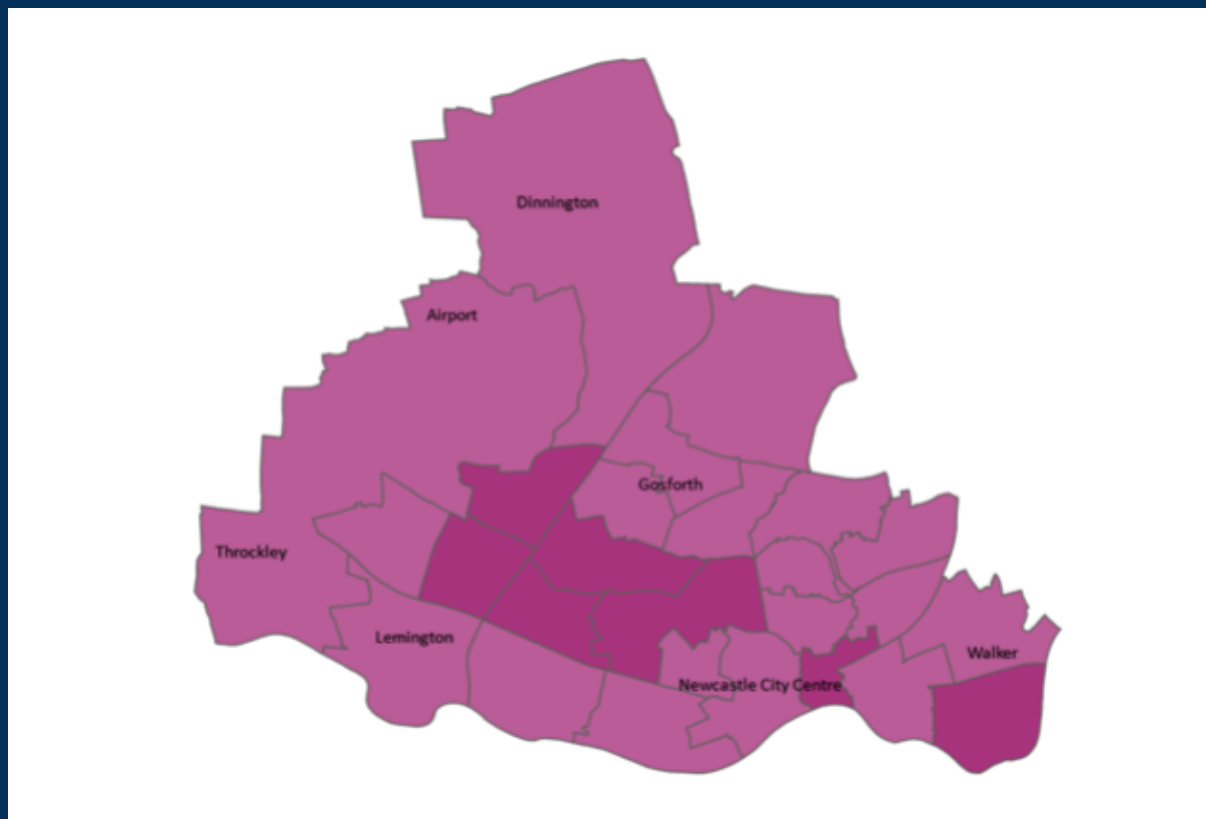 Dinnington
Airport
Gosforth
Throckley
Lemington
Walker
Newcastle City Centre